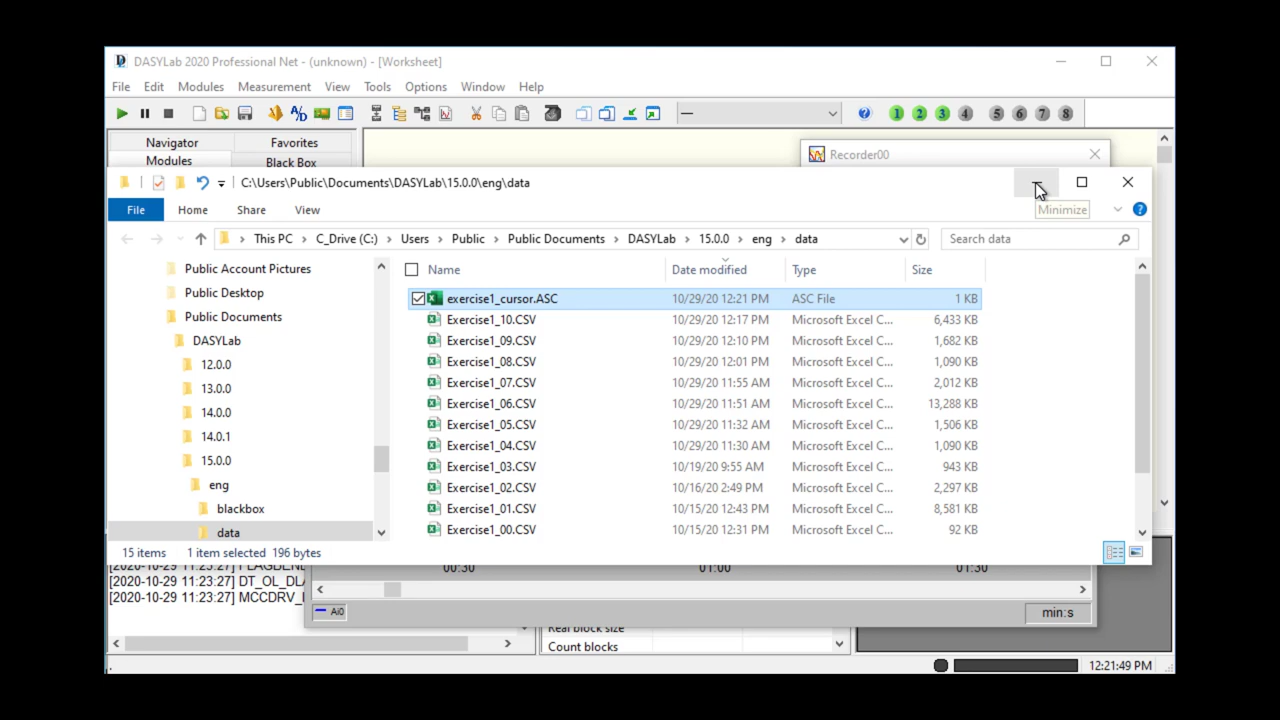 DASYLab 2020 Professional Net - (unknown) - [Worksheet]
File Edit Modules Measurement View Tools Options Window Help
1 2 3 4 5 6 7 8
Navigator Favorites
Modules Black Box
Recorder00
C:\Users\Public\Documents\DASYLab\15.0.0\eng\data
File Home Share View
Minimize
This PC > C_Drive (C:) > Users > Public > Public Documents > DASYLab > 15.0.0 > eng > data
Search data
Public Account Pictures
Public Desktop
Public Documents
DASYLab
12.0.0
13.0.0
14.0.0
14.0.1
15.0.0
eng
blackbox
data
Name Date modified Type Size
exercise1_cursor.ASC 10/29/20 12:21 PM ASC File 1 KB
Exercise1_10.CSV 10/29/20 12:17 PM Microsoft Excel C... 6,433 KB
Exercise1_09.CSV 10/29/20 12:10 PM Microsoft Excel C... 1,682 KB
Exercise1_08.CSV 10/29/20 12:01 PM Microsoft Excel C... 1,090 KB
Exercise1_07.CSV 10/29/20 11:55 AM Microsoft Excel C... 2,012 KB
Exercise1_06.CSV 10/29/20 11:51 AM Microsoft Excel C... 13,288 KB
Exercise1_05.CSV 10/29/20 11:32 AM Microsoft Excel C... 1,506 KB
Exercise1_04.CSV 10/29/20 11:30 AM Microsoft Excel C... 1,090 KB
Exercise1_03.CSV 10/19/20 9:55 AM Microsoft Excel C... 943 KB
Exercise1_02.CSV 10/16/20 2:49 PM Microsoft Excel C... 2,297 KB
Exercise1_01.CSV 10/15/20 12:43 PM Microsoft Excel C... 8,581 KB
Exercise1_00.CSV 10/15/20 12:31 PM Microsoft Excel C... 92 KB
15 items 1 item selected 196 bytes
[2020-10-29 11:23:27]
00:30 01:00 01:30
[2020-10-29 11:23:27] DT_OL_DL
[2020-10-29 11:23:27] MCCDRV_
Ai0 min:s
Real block size
Count blocks
12:21:49 PM